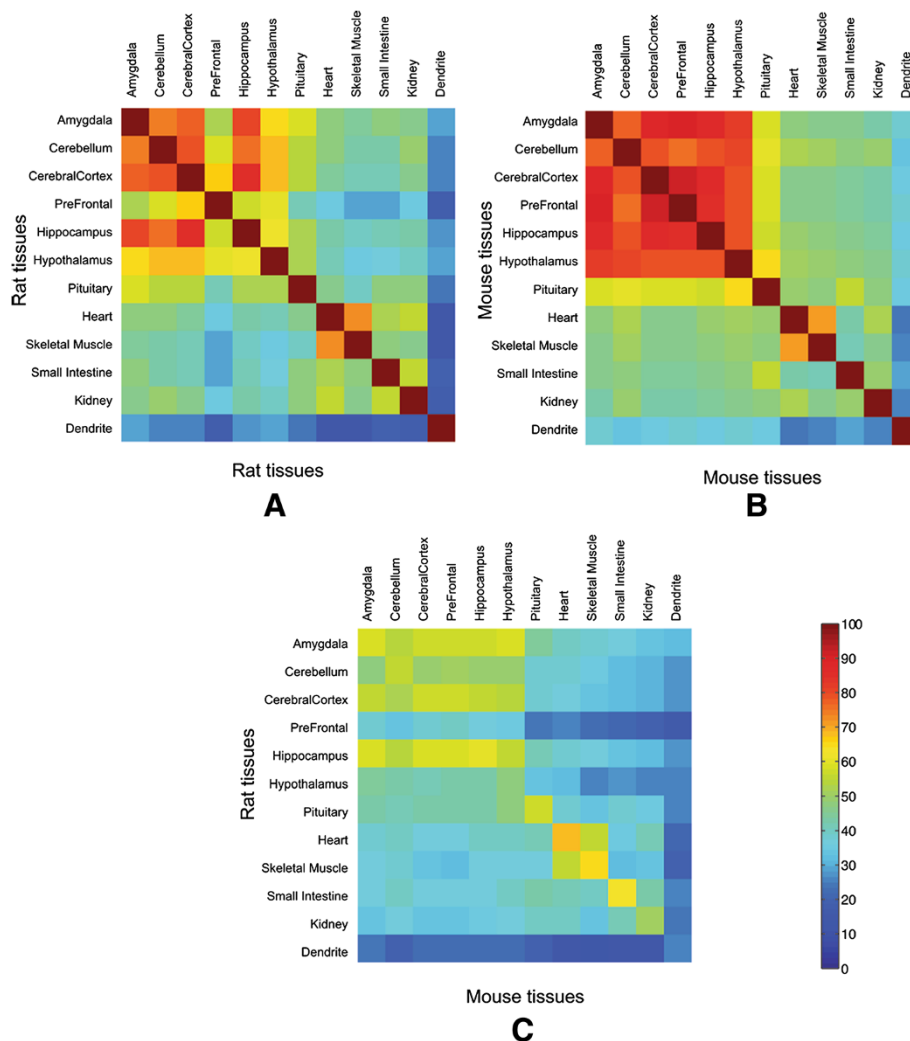 Amygdala
Cerebellum
CerebralCortex
PreFrontal
Hippocampus
Hypothalamus
Pituitary
Heart
Skeletal Muscle
Small Intestine
Kidney
Dendrite
Rat tissues
Amygdala
Cerebellum
CerebralCortex
PreFrontal
Hippocampus
Hypothalamus
Pituitary
Heart
Skeletal Muscle
Small Intestine
Kidney
Dendrite
Rat tissues
A
Amygdala
Cerebellum
CerebralCortex
PreFrontal
Hippocampus
Hypothalamus
Pituitary
Heart
Skeletal Muscle
Small Intestine
Kidney
Dendrite
Mouse tissues
Amygdala
Cerebellum
CerebralCortex
PreFrontal
Hippocampus
Hypothalamus
Pituitary
Heart
Skeletal Muscle
Small Intestine
Kidney
Dendrite
Mouse tissues
B
Amygdala
Cerebellum
CerebralCortex
PreFrontal
Hippocampus
Hypothalamus
Pituitary
Heart
Skeletal Muscle
Small Intestine
Kidney
Dendrite
Rat tissues
Amygdala
Cerebellum
CerebralCortex
PreFrontal
Hippocampus
Hypothalamus
Pituitary
Heart
Skeletal Muscle
Small Intestine
Kidney
Dendrite
Mouse tissues
C
100
90
80
70
60
50
40
30
20
10
0